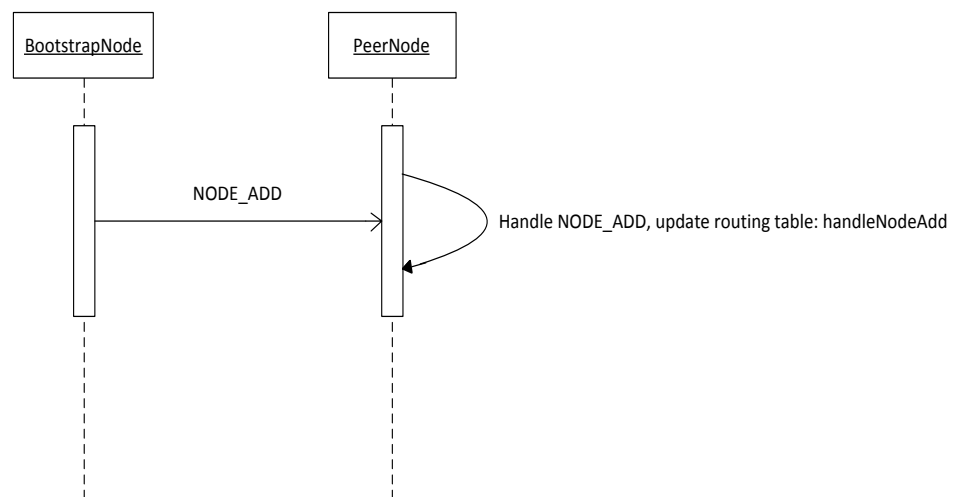 BootstrapNode
PeerNode
NODE_ADD
Handle NODE_ADD, update routing table: handleNodeAdd